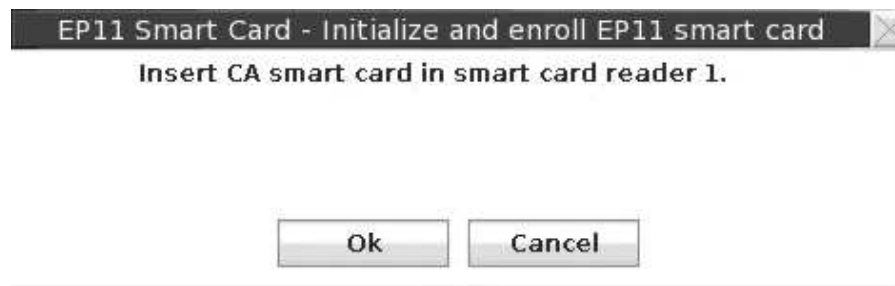 EP11 Smart Card - Initialize and enroll EP11 smart card
Insert CA smart card in smart card reader 1.
Ok Cancel